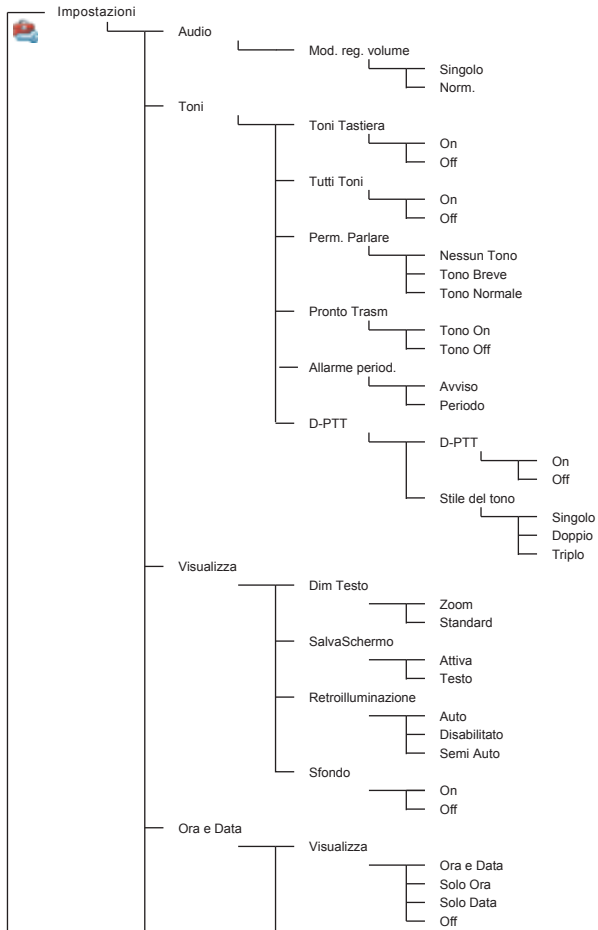 Impostazioni
Audio
Mod. reg. volume
Singolo
Norm.
Toni
Toni Tastiera
On
Off
Tutti Toni
On
Off
Perm. Parlare
Nessun Tono
Tono Breve
Tono Normale
Pronto Trasm
Tono On
Tono Off
Allarme period.
Avviso
Periodo
D-PTT
D-PTT
On
Off
Stile del tono
Singolo
Doppio
Triplo
Visualizza
Dim Testo
Zoom
Standard
SalvaSchermo
Attiva
Testo
Retroilluminazione
Auto
Disabilitato
Semi Auto
Sfondo
On
Off
Ora e Data
Visualizza
Ora e Data
Solo Ora
Solo Data
Off